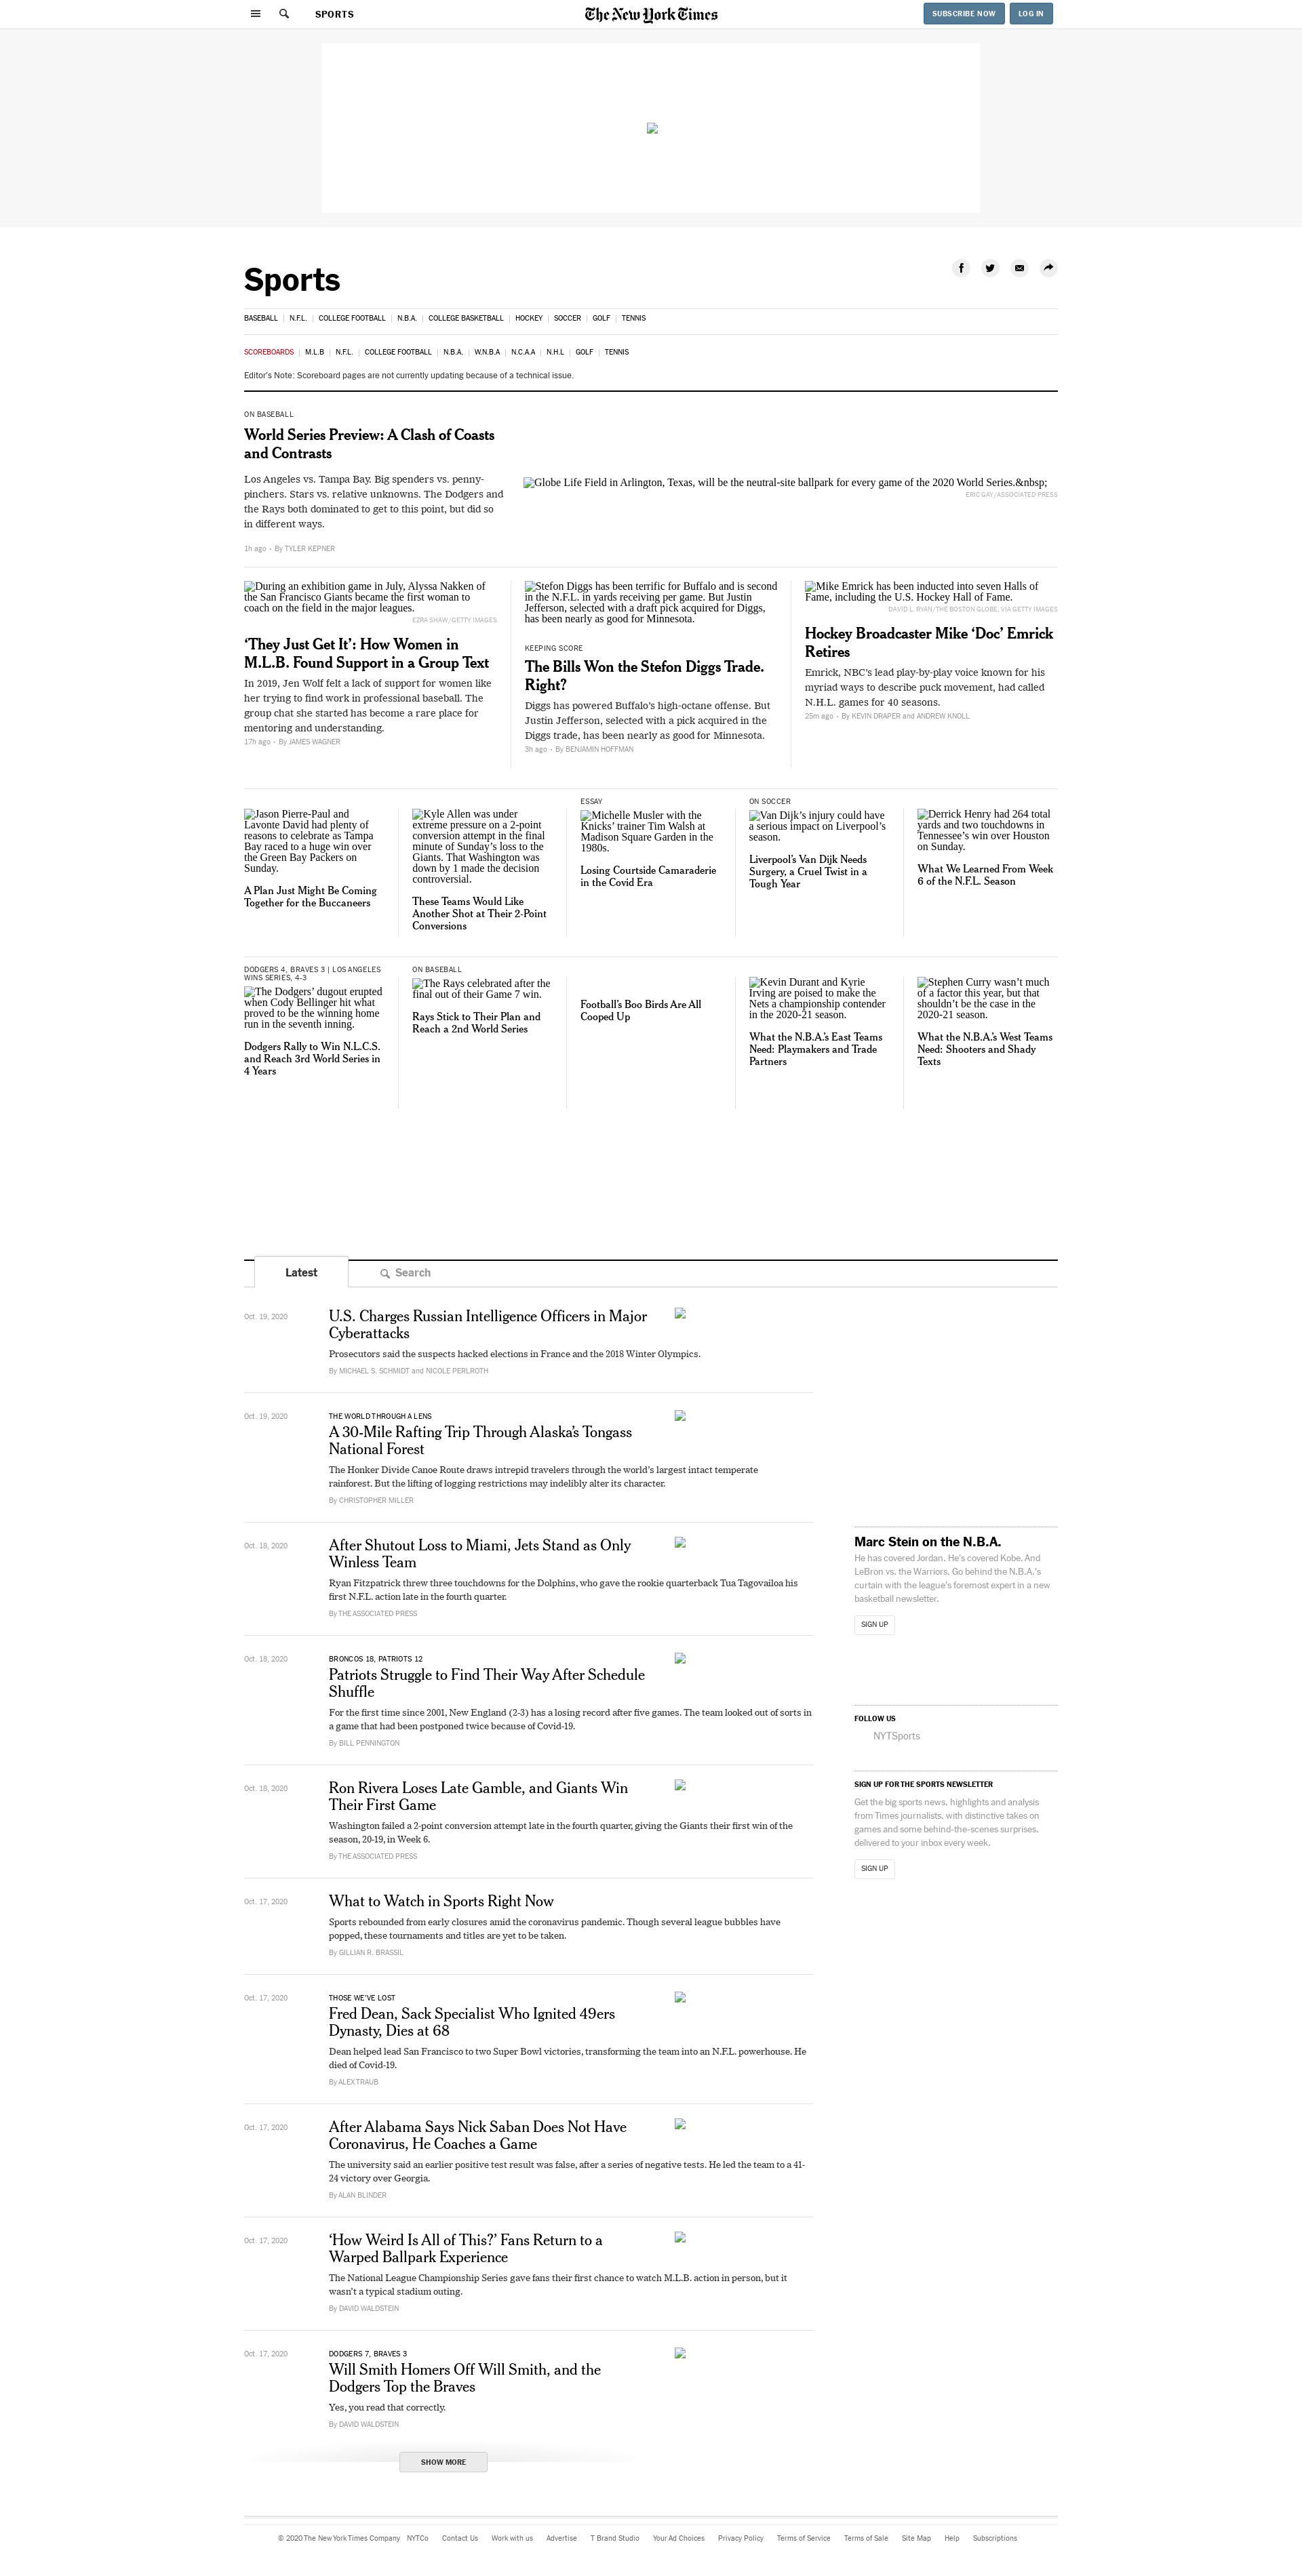 SPORTS
The New York Times
SUBSCRIBE NOW
LOG IN
Sports
BASEBALL
N.F.L.
COLLEGE FOOTBALL
N.B.A.
COLLEGE BASKETBALL
HOCKEY
SOCCER
GOLF
TENNIS
SCOREBOARDS
M.L.B
N.F.L.
COLLEGE FOOTBALL
N.B.A.
W.N.B.A
N.C.A.A
N.H.L
GOLF
TENNIS
Editor's Note: Scoreboard pages are not currently updating because of a technical issue.
ON BASEBALL
World Series Preview: A Clash of Coasts
and Contrasts
Los Angeles vs. Tampa Bay. Big spenders vs. penny-
pinchers. Stars vs. relative unknowns. The Dodgers and
the Rays both dominated to get to this point, but did so
in different ways.
1h ago • By TYLER KEPNER
Globe Life Field in Arlington, Texas, will be the neutral-site ballpark for every game of the 2020 World Series.&nbsp;
ERIC GAY/ASSOCIATED PRESS
During an exhibition game in July, Alyssa Nakken of
the San Francisco Giants became the first woman to
coach on the field in the major leagues.
EZRA SHAW/GETTY IMAGES
‘They Just Get It’: How Women in
M.L.B. Found Support in a Group Text
In 2019, Jen Wolf felt a lack of support for women like
her trying to find work in professional baseball. The
group chat she started has become a rare place for
mentoring and understanding.
17h ago • By JAMES WAGNER
Stefon Diggs has been terrific for Buffalo and is second
in the N.F.L. in yards receiving per game. But Justin
Jefferson, selected with a draft pick acquired for Diggs,
has been nearly as good for Minnesota.
KEEPING SCORE
The Bills Won the Stefon Diggs Trade.
Right?
Diggs has powered Buffalo’s high-octane offense. But
Justin Jefferson, selected with a pick acquired in the
Diggs trade, has been nearly as good for Minnesota.
3h ago • By BENJAMIN HOFFMAN
Mike Emrick has been inducted into seven Halls of
Fame, including the U.S. Hockey Hall of Fame.
DAVID L. RYAN/THE BOSTON GLOBE, VIA GETTY IMAGES
Hockey Broadcaster Mike ‘Doc’ Emrick
Retires
Emrick, NBC’s lead play-by-play voice known for his
myriad ways to describe puck movement, had called
N.H.L. games for 40 seasons.
25m ago • By KEVIN DRAPER and ANDREW KNOLL
Jason Pierre-Paul and
Lavonte David had plenty of
reasons to celebrate as Tampa
Bay raced to a huge win over
the Green Bay Packers on
Sunday.
A Plan Just Might Be Coming
Together for the Buccaneers
Kyle Allen was under
extreme pressure on a 2-point
conversion attempt in the final
minute of Sunday’s loss to the
Giants. That Washington was
down by 1 made the decision
controversial.
These Teams Would Like
Another Shot at Their 2-Point
Conversions
ESSAY
Michelle Musler with the
Knicks’ trainer Tim Walsh at
Madison Square Garden in the
1980s.
Losing Courtside Camaraderie
in the Covid Era
ON SOCCER
Van Dijk’s injury could have
a serious impact on Liverpool’s
season.
Liverpool’s Van Dijk Needs
Surgery, a Cruel Twist in a
Tough Year
Derrick Henry had 264 total
yards and two touchdowns in
Tennessee’s win over Houston
on Sunday.
What We Learned From Week
6 of the N.F.L. Season
DODGERS 4, BRAVES 3 | LOS ANGELES
WINS SERIES, 4-3
The Dodgers’ dugout erupted
when Cody Bellinger hit what
proved to be the winning home
run in the seventh inning.
Dodgers Rally to Win N.L.C.S.
and Reach 3rd World Series in
4 Years
ON BASEBALL
The Rays celebrated after the
final out of their Game 7 win.
Rays Stick to Their Plan and
Reach a 2nd World Series
Football’s Boo Birds Are All
Cooped Up
Kevin Durant and Kyrie
Irving are poised to make the
Nets a championship contender
in the 2020-21 season.
What the N.B.A.’s East Teams
Need: Playmakers and Trade
Partners
Stephen Curry wasn’t much
of a factor this year, but that
shouldn’t be the case in the
2020-21 season.
What the N.B.A.’s West Teams
Need: Shooters and Shady
Texts
Latest
Search
Oct. 19, 2020
U.S. Charges Russian Intelligence Officers in Major
Cyberattacks
Prosecutors said the suspects hacked elections in France and the 2018 Winter Olympics.
By MICHAEL S. SCHMIDT and NICOLE PERLROTH
Oct. 19, 2020
THE WORLD THROUGH A LENS
A 30-Mile Rafting Trip Through Alaska’s Tongass
National Forest
The Honker Divide Canoe Route draws intrepid travelers through the world’s largest intact temperate
rainforest. But the lifting of logging restrictions may indelibly alter its character.
By CHRISTOPHER MILLER
Oct. 18, 2020
After Shutout Loss to Miami, Jets Stand as Only
Winless Team
Ryan Fitzpatrick threw three touchdowns for the Dolphins, who gave the rookie quarterback Tua Tagovailoa his
first N.F.L. action late in the fourth quarter.
By THE ASSOCIATED PRESS
Oct. 18, 2020
BRONCOS 18, PATRIOTS 12
Patriots Struggle to Find Their Way After Schedule
Shuffle
For the first time since 2001, New England (2-3) has a losing record after five games. The team looked out of sorts in
a game that had been postponed twice because of Covid-19.
By BILL PENNINGTON
Oct. 18, 2020
Ron Rivera Loses Late Gamble, and Giants Win
Their First Game
Washington failed a 2-point conversion attempt late in the fourth quarter, giving the Giants their first win of the
season, 20-19, in Week 6.
By THE ASSOCIATED PRESS
Oct. 17, 2020
What to Watch in Sports Right Now
Sports rebounded from early closures amid the coronavirus pandemic. Though several league bubbles have
popped, these tournaments and titles are yet to be taken.
By GILLIAN R. BRASSIL
Oct. 17, 2020
THOSE WE’VE LOST
Fred Dean, Sack Specialist Who Ignited 49ers
Dynasty, Dies at 68
Dean helped lead San Francisco to two Super Bowl victories, transforming the team into an N.F.L. powerhouse. He
died of Covid-19.
By ALEX TRAUB
Oct. 17, 2020
After Alabama Says Nick Saban Does Not Have
Coronavirus, He Coaches a Game
The university said an earlier positive test result was false, after a series of negative tests. He led the team to a 41-
24 victory over Georgia.
By ALAN BLINDER
Oct. 17, 2020
‘How Weird Is All of This?’ Fans Return to a
Warped Ballpark Experience
The National League Championship Series gave fans their first chance to watch M.L.B. action in person, but it
wasn’t a typical stadium outing.
By DAVID WALDSTEIN
Oct. 17, 2020
DODGERS 7, BRAVES 3
Will Smith Homers Off Will Smith, and the
Dodgers Top the Braves
Yes, you read that correctly.
By DAVID WALDSTEIN
SHOW MORE
Marc Stein on the N.B.A.
He has covered Jordan. He’s covered Kobe. And
LeBron vs. the Warriors. Go behind the N.B.A.’s
curtain with the league’s foremost expert in a new
basketball newsletter.
SIGN UP
FOLLOW US
NYTSports
SIGN UP FOR THE SPORTS NEWSLETTER
Get the big sports news, highlights and analysis
from Times journalists, with distinctive takes on
games and some behind-the-scenes surprises,
delivered to your inbox every week.
SIGN UP
© 2020 The New York Times Company
NYTCo
Contact Us
Work with us
Advertise
T Brand Studio
Your Ad Choices
Privacy Policy
Terms of Service
Terms of Sale
Site Map
Help
Subscriptions